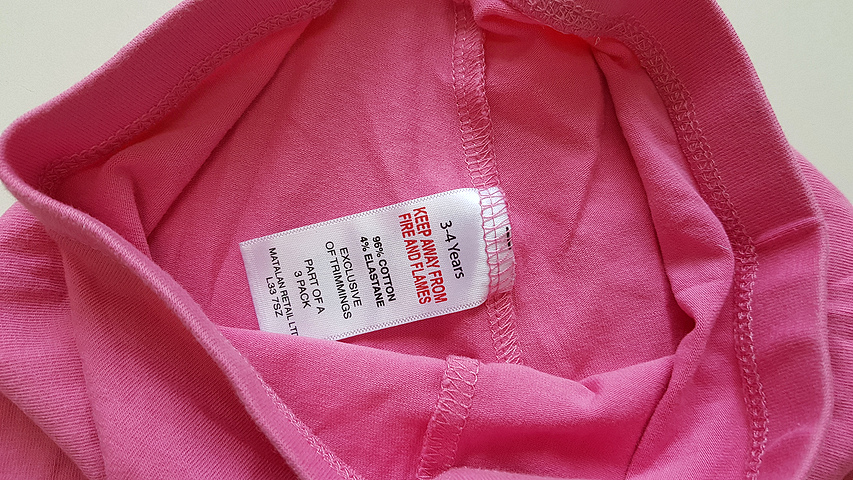 3-4 Years
KEEP AWAY FROM
FIRE AND FLAMES
96% COTTON
4% ELASTANE
EXCLUSIVE
OF TRIMMINGS
PART OF A
3 PACK
MATALAN RETAIL LTD
L33 7SZ